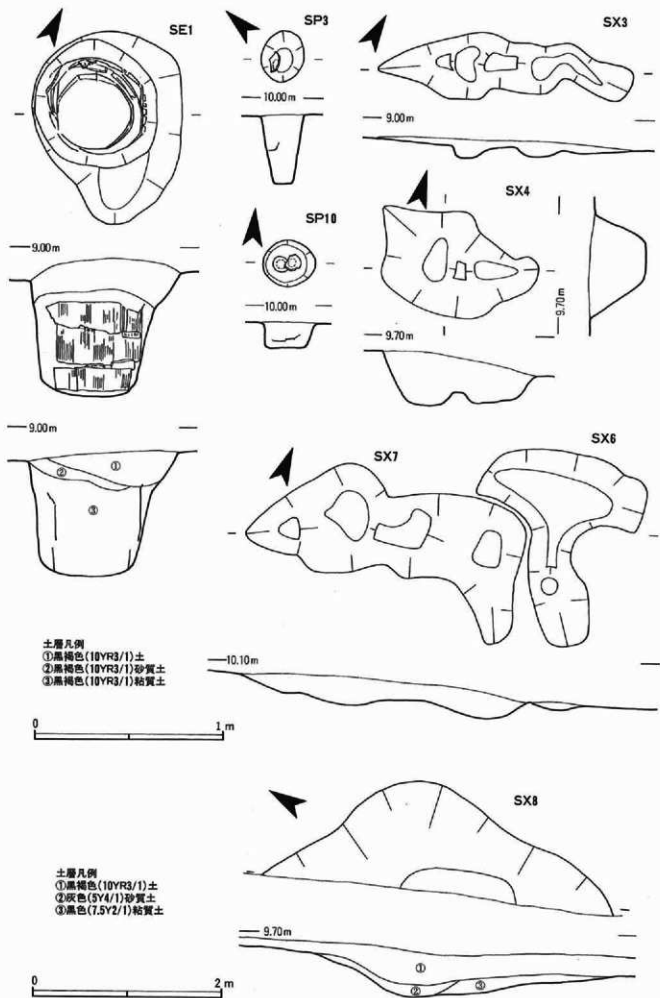 SE1
SP3
SX3
10.00m
9.00m
SX4
9.00m
SP10
10.00m
9.70m
9.70m
9.00m
①
②
③
SX7
SX6
土層凡例
①黒褐色(10YR3/1)土
②黒褐色(10YR3/1)砂質土
③黒褐色(10YR3/1)粘質土
10.10m
0 1m
SX8
土層凡例
①黒褐色(10YR3/1)土
②灰色(5Y4/1)砂質土
③黒色(7.5Y2/1)粘質土
9.70m
①
②
③
0 2m